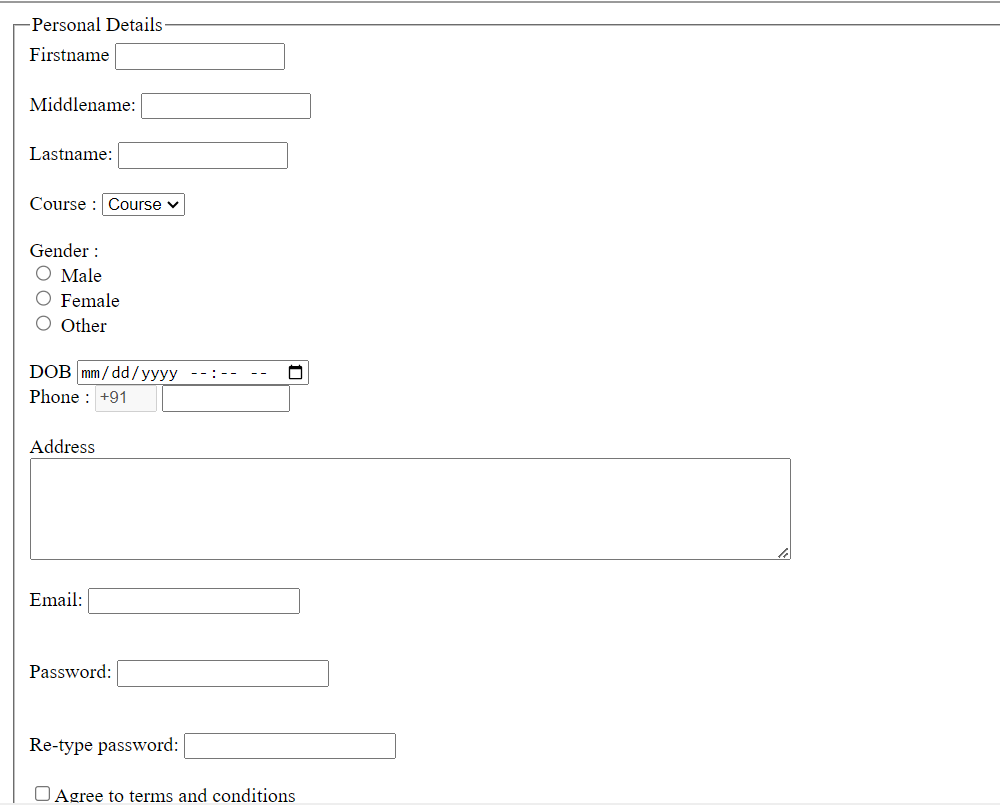 Personal Details
Firstname
Middlename:
Lastname:
Course : Course
Gender :
Male
Female
Other
DOB mm/dd/yyyy --:-- --
Phone : +91
Address
Email:
Password:
Re-type password:
Agree to terms and conditions